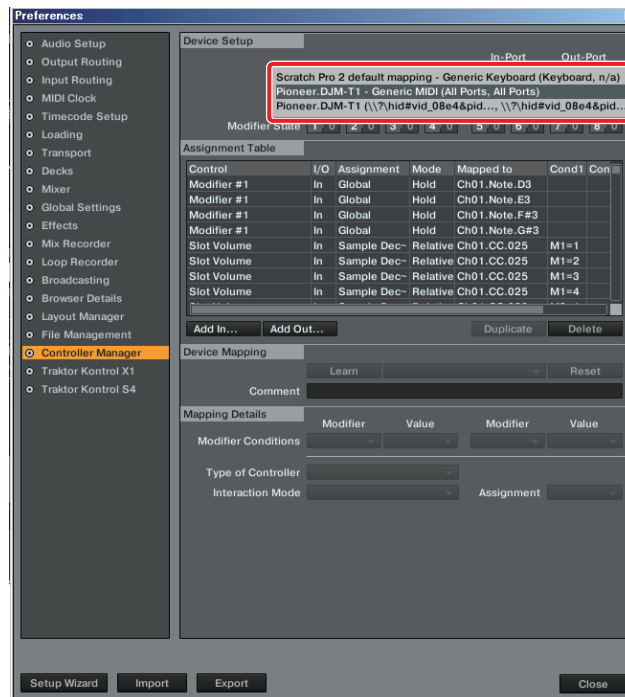 Preferences
Audio Setup
Output Routing
Input Routing
MIDI Clock
Timecode Setup
Loading
Transport
Decks
Mixer
Global Settings
Effects
Mix Recorder
Loop Recorder
Broadcasting
Browser Details
Layout Manager
File Management
Controller Manager
Traktor Kontrol X1
Traktor Kontrol S4
Device Setup
In-Port Out-Port
Scratch Pro 2 default mapping - Generic Keyboard (Keyboard, n/a)
Pioneer.DJM-T1 - Generic MIDI (All Ports, All Ports)
Pioneer.DJM-T1 (\\?\hid#vid_08e4&pid..., \\?\hid#vid_08e4&pid...
Modifier State 1 0 2 0 3 0 4 0 5 0 6 0 7 0 8 0
Assignment Table
Control I/O Assignment Mode Mapped to Cond1 Con
Modifier #1 In Global Hold Ch01.Note.D3
Modifier #1 In Global Hold Ch01.Note.E3
Modifier #1 In Global Hold Ch01.Note.F#3
Modifier #1 In Global Hold Ch01.Note.G#3
Slot Volume In Sample Dec~ Relative Ch01.CC.025 M1=1
Slot Volume In Sample Dec~ Relative Ch01.CC.025 M1=2
Slot Volume In Sample Dec~ Relative Ch01.CC.025 M1=3
Slot Volume In Sample Dec~ Relative Ch01.CC.025 M1=4
Add In... Add Out... Duplicate Delete
Device Mapping
Learn Reset
Comment
Mapping Details
Modifier Value Modifier Value
Modifier Conditions
Type of Controller
Interaction Mode Assignment
Setup Wizard Import Export Close